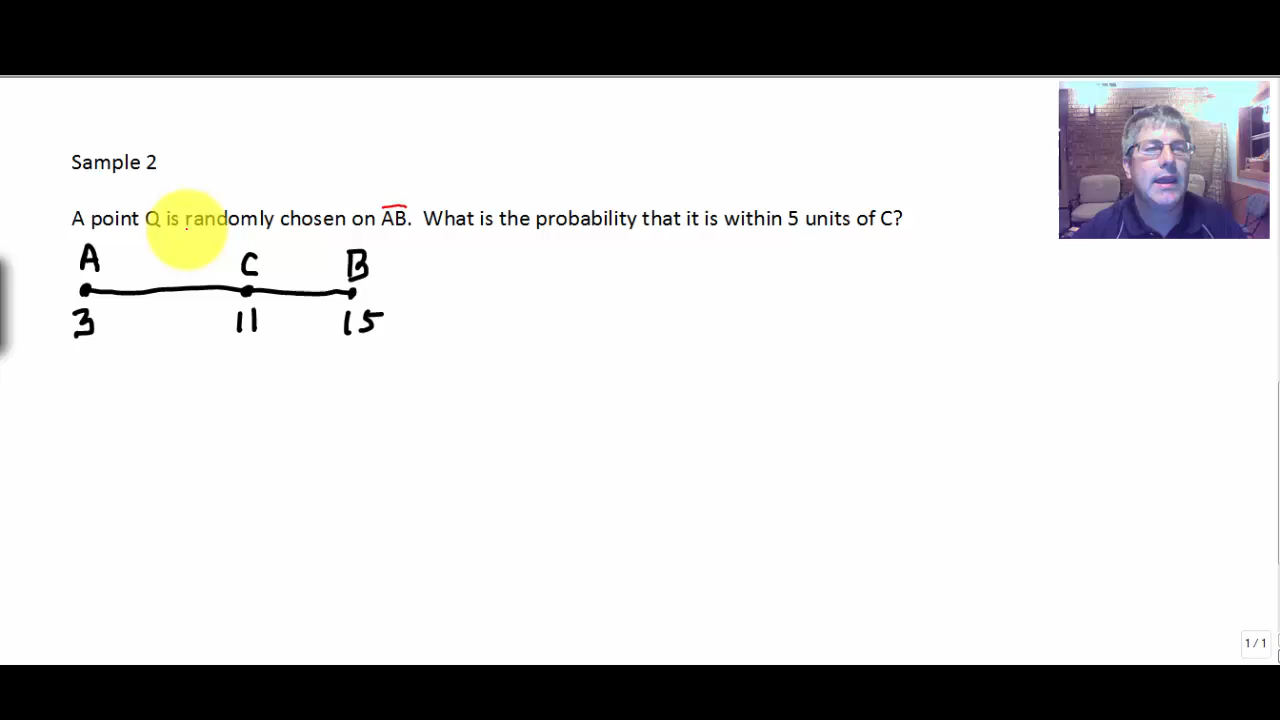 Sample 2
A point Q is randomly chosen on AB. What is the probability that it is within 5 units of C?
A C B
3 11 15
1 / 1